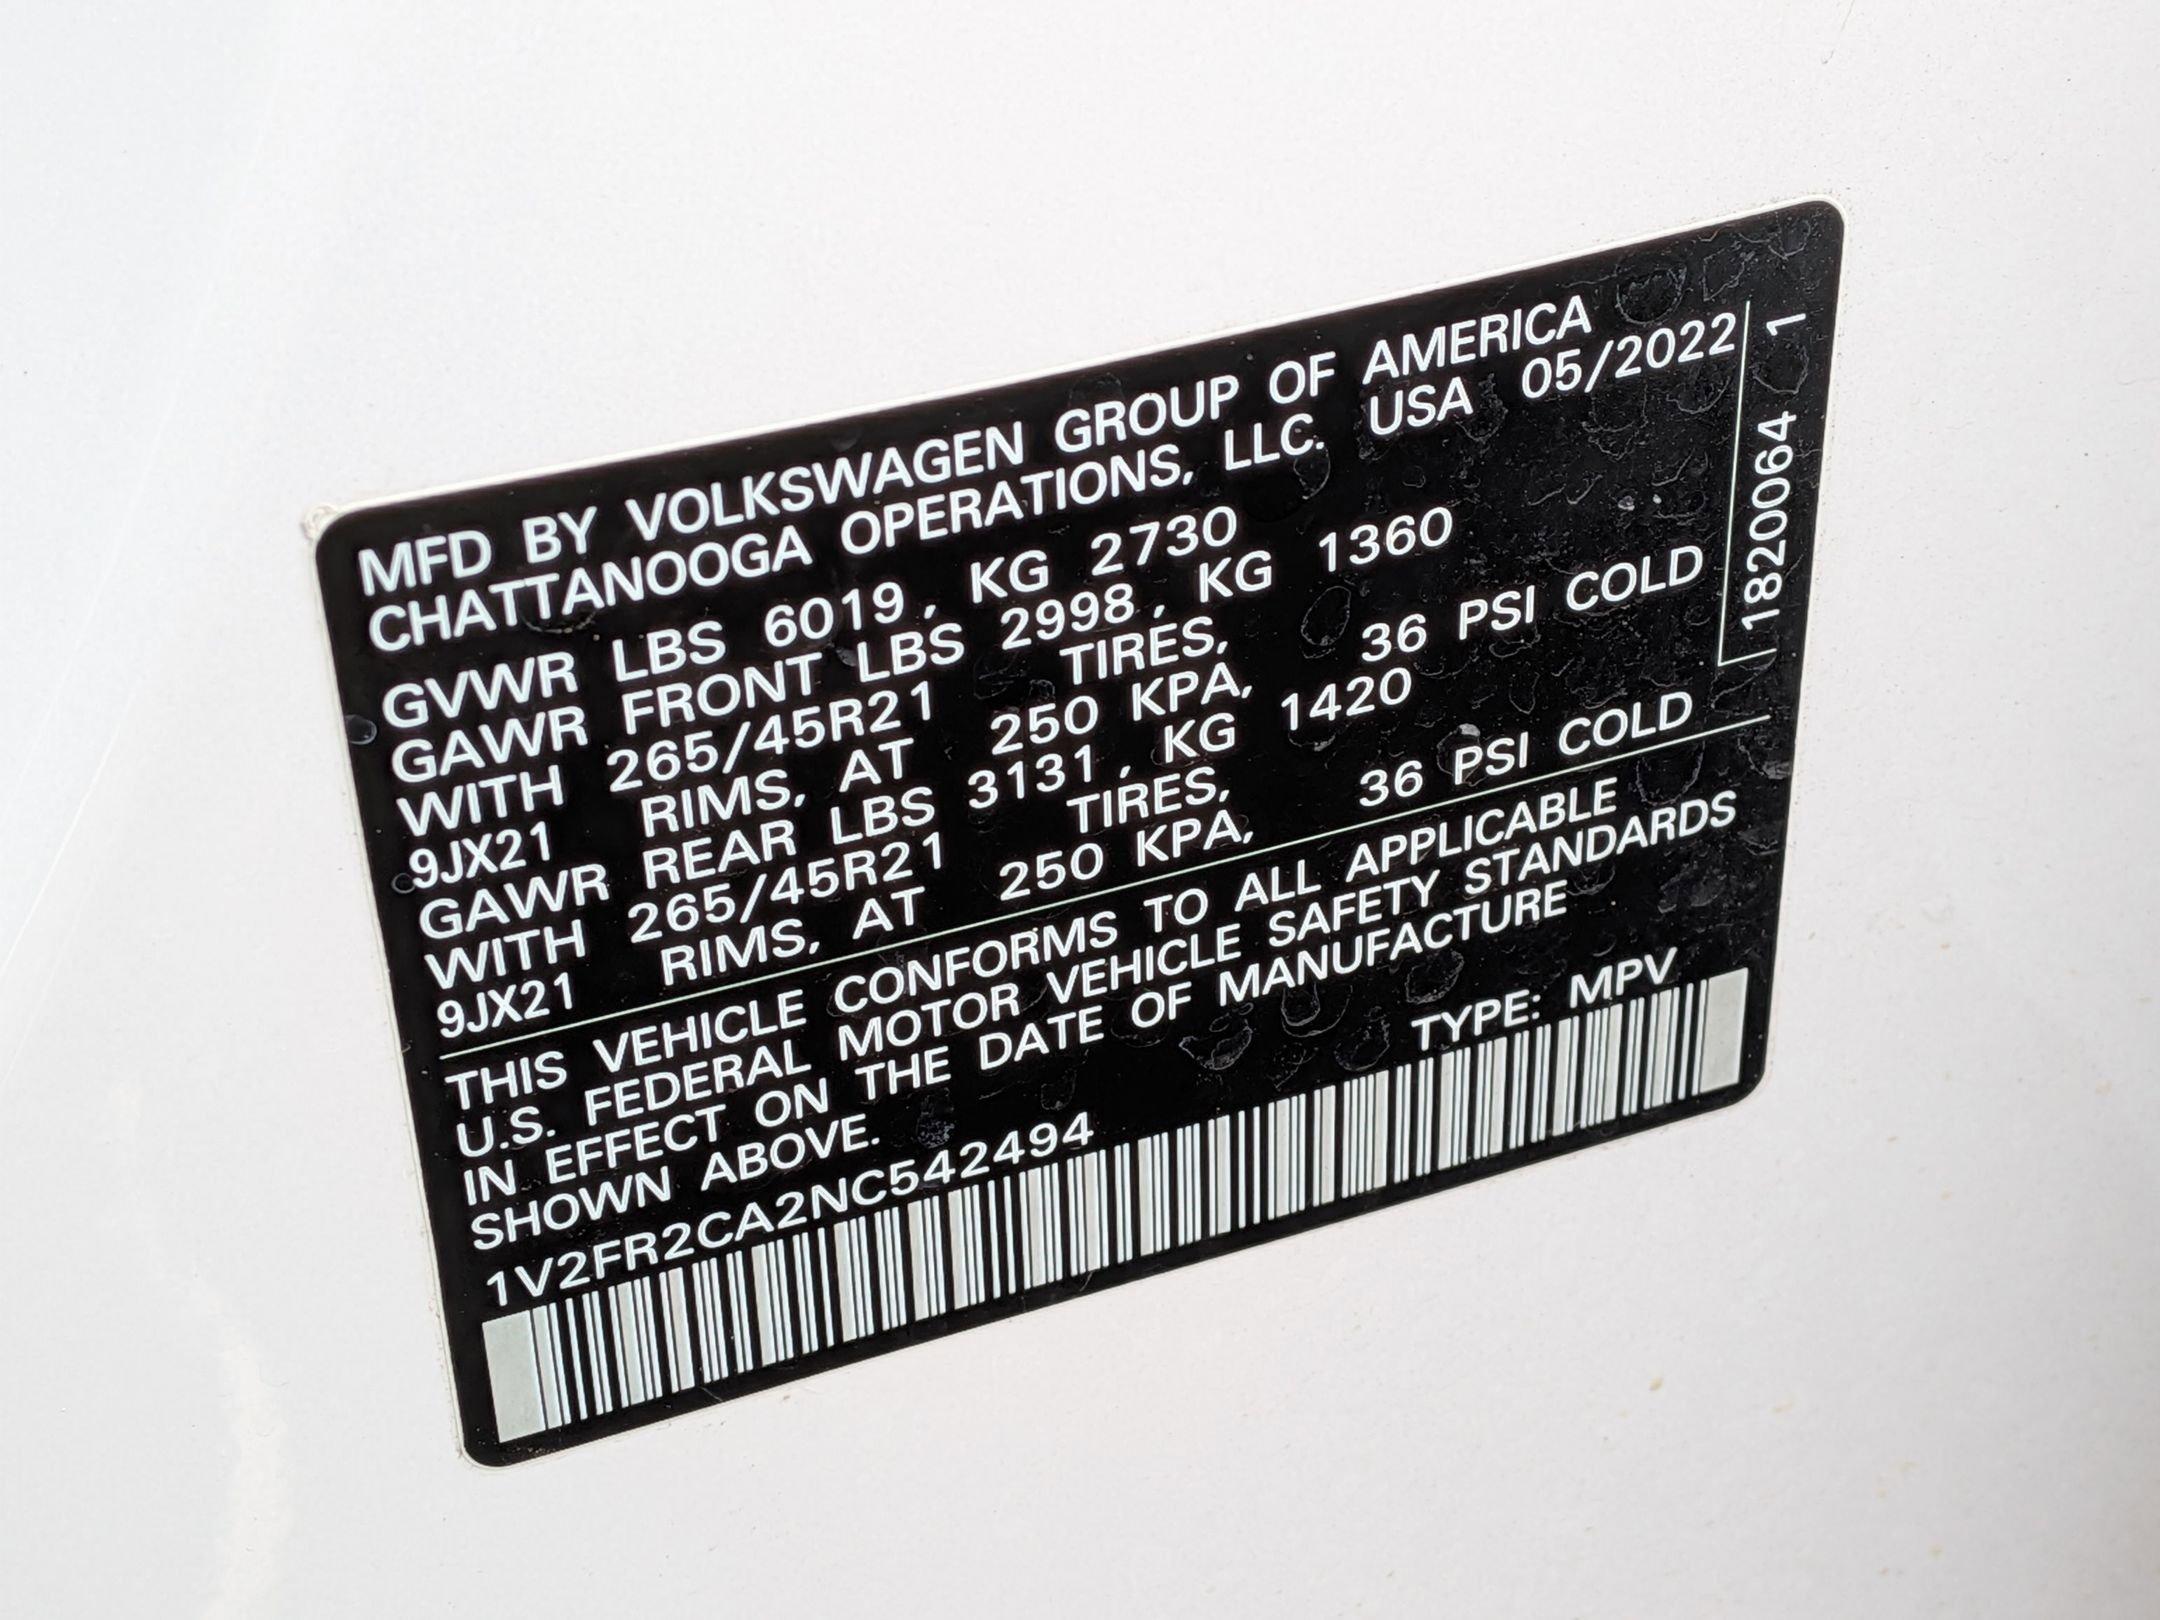 MFD BY VOLKSWAGEN GROUP OF AMERICA
CHATTANOOGA OPERATIONS, LLC. USA 05/2022
GVWR LBS 6019, KG 2730
GAWR FRONT LBS 2998, KG 1360
WITH 265/45R21 TIRES,
9JX21 RIMS, AT 250 KPA, 36 PSI COLD
GAWR REAR LBS 3131, KG 1420
WITH 265/45R21 TIRES,
9JX21 RIMS, AT 250 KPA, 36 PSI COLD
THIS VEHICLE CONFORMS TO ALL APPLICABLE
U.S. FEDERAL MOTOR VEHICLE SAFETY STANDARDS
IN EFFECT ON THE DATE OF MANUFACTURE
SHOWN ABOVE.
1V2FR2CA2NC542494 TYPE: MPV
1820064 1